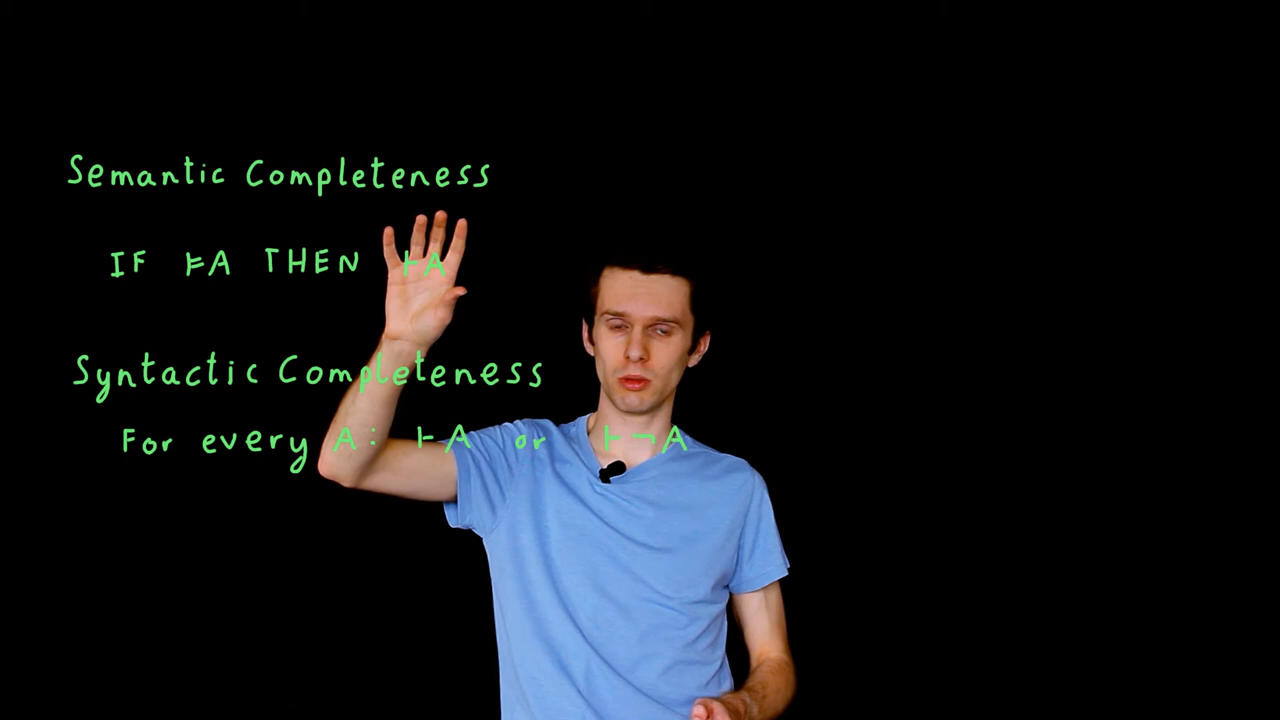 Semantic Completeness
IF ⊨A THEN ⊢A
Syntactic Completeness
For every A: ⊢A or ⊢¬A